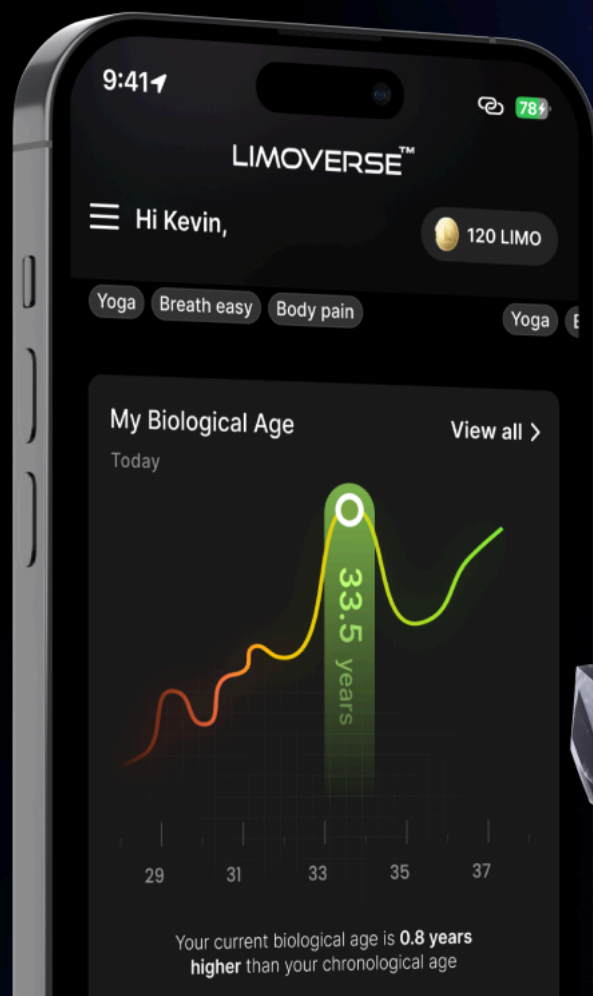 9:41
78
LIMOVERSE™
Hi Kevin,
120 LIMO
Yoga Breath easy Body pain Yoga
My Biological Age View all >
Today
33.5 years
29 31 33 35 37
Your current biological age is 0.8 years
higher than your chronological age